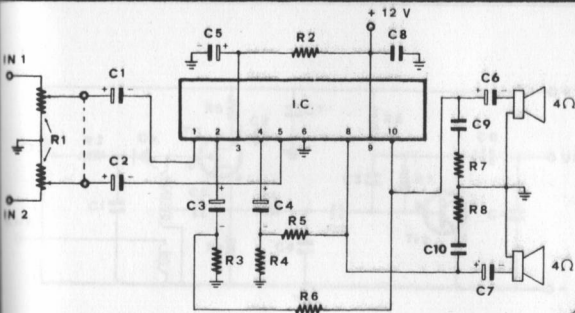 + 12 V
C5
R2
C8
IN 1
C1
I.C.
C6
4Ω
1 2 4 5 6 8 10
3 9
C9
R1
C2
R7
C3
C4
R5
R8
IN 2
R3
R4
C10
C7
4Ω
R6